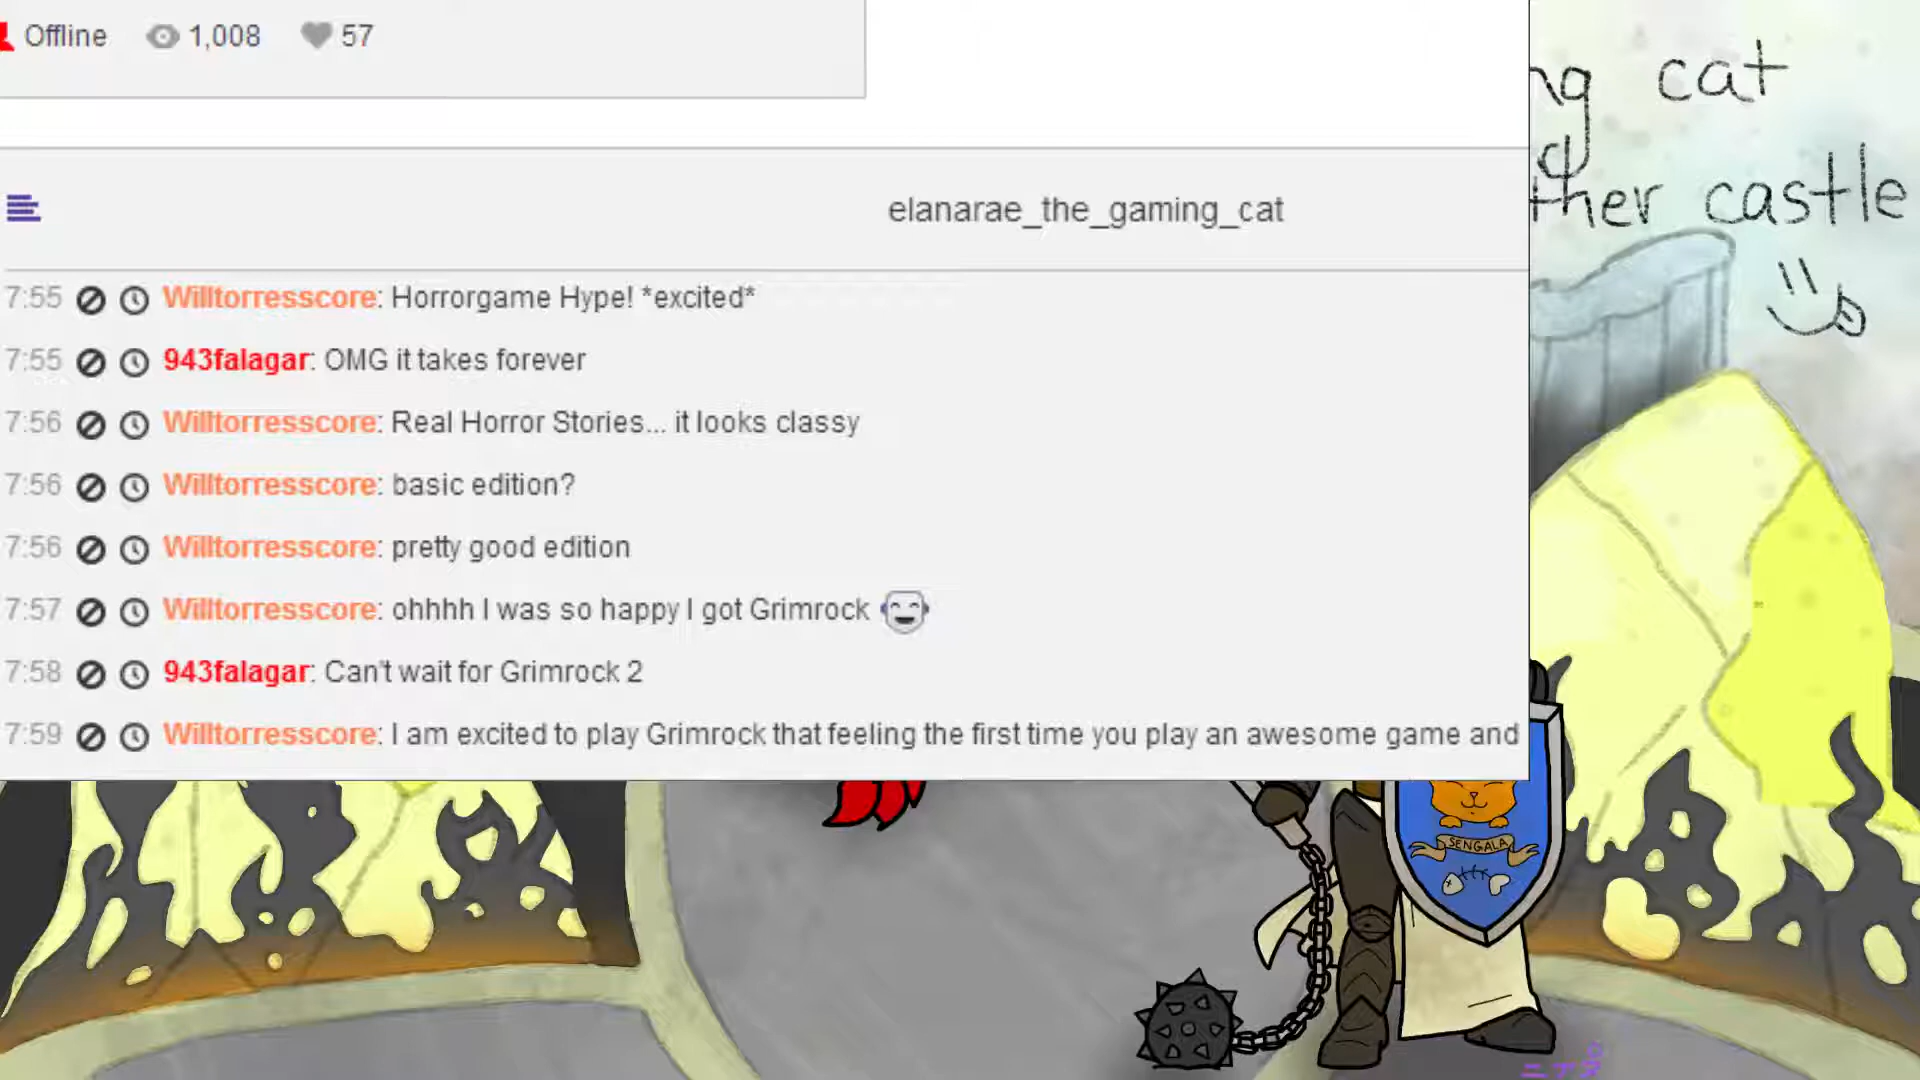 Offline 1,008 57
ng cat
ther castle
elanarae_the_gaming_cat
7:55 Willtorresscore: Horrorgame Hype! *excited*
7:55 943falagar: OMG it takes forever
7:56 Willtorresscore: Real Horror Stories... it looks classy
7:56 Willtorresscore: basic edition?
7:56 Willtorresscore: pretty good edition
7:57 Willtorresscore: ohhhh I was so happy I got Grimrock
7:58 943falagar: Can't wait for Grimrock 2
7:59 Willtorresscore: I am excited to play Grimrock that feeling the first time you play an awesome game and
SENGALA